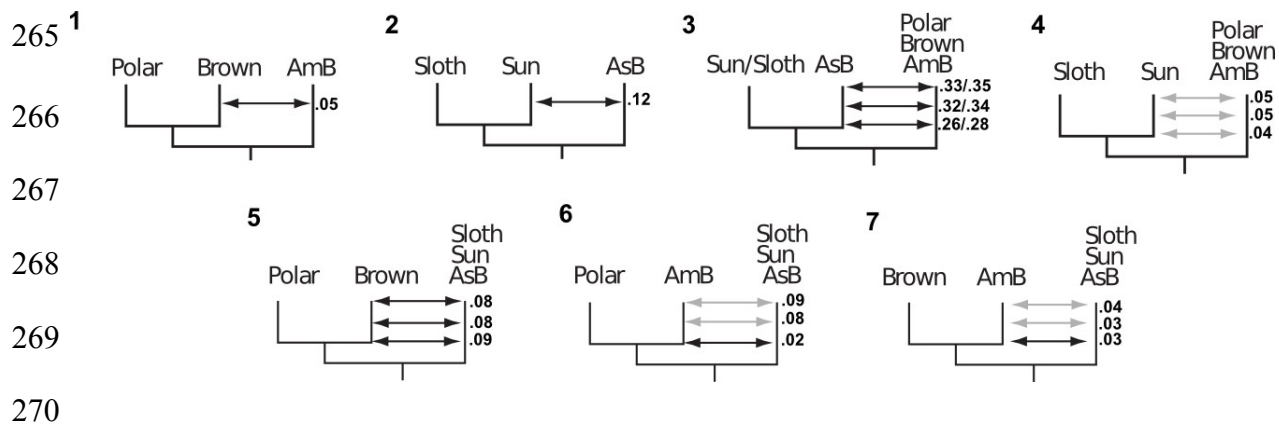 265
266
267
268
269
270
1
Polar Brown AmB
.05
2
Sloth Sun AsB
.12
3
Sun/Sloth AsB
Polar
Brown
AmB
.33/.35
.32/.34
.26/.28
4
Sloth Sun
Polar
Brown
AmB
.05
.05
.04
5
Polar Brown
Sloth
Sun
AsB
.08
.08
.09
6
Polar AmB
Sloth
Sun
AsB
.09
.08
.02
7
Brown AmB
Sloth
Sun
AsB
.04
.03
.03